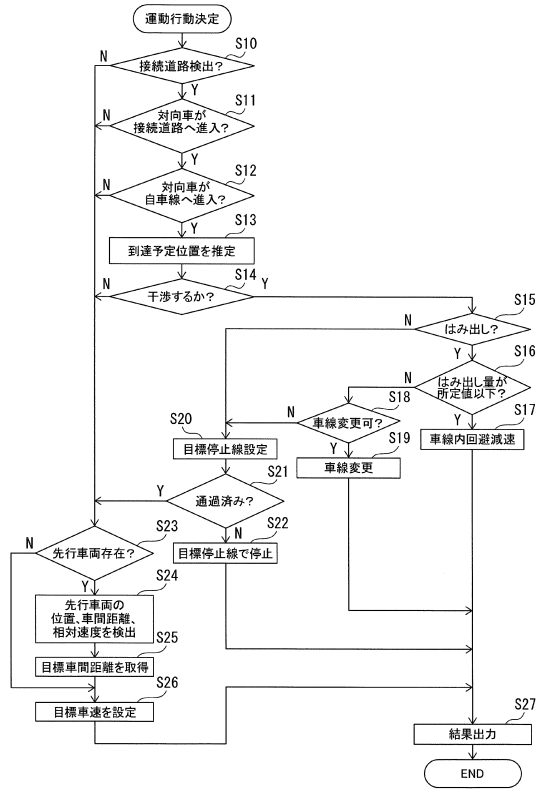 運動行動決定
S10
接続道路検出?
N
Y
S11
対向車が
接続道路へ進入?
N
Y
S12
対向車が
自車線へ進入?
N
Y
S13
到達予定位置を推定
S14
干渉するか?
N
Y
S15
はみ出し?
N
Y
S16
はみ出し量が
所定値以下?
N
Y
S17
車線内回避減速
S18
車線変更可?
N
Y
S19
車線変更
S20
目標停止線設定
S21
通過済み?
Y
N
S22
目標停止線で停止
S23
先行車両存在?
N
Y
S24
先行車両の
位置、車間距離、
相対速度を検出
S25
目標車間距離を取得
S26
目標車速を設定
S27
結果出力
END